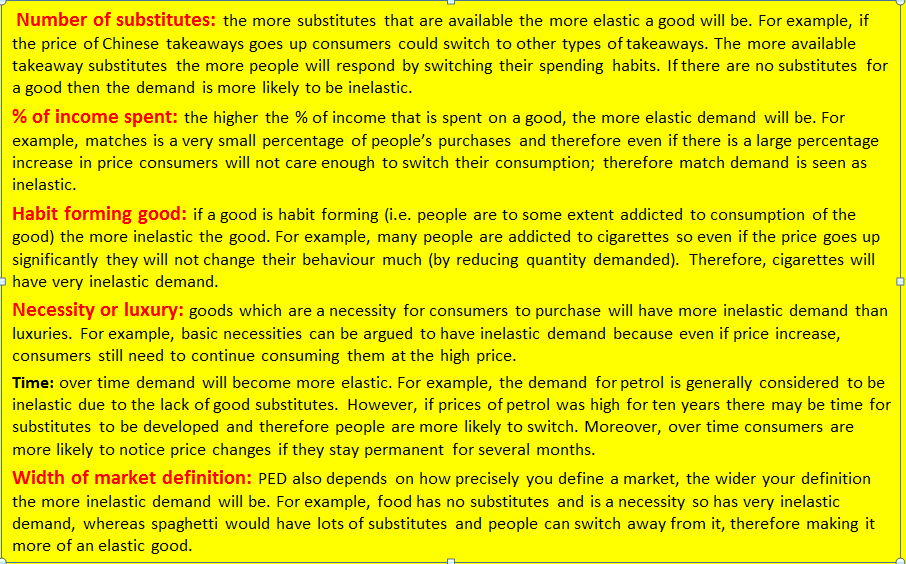 Number of substitutes: the more substitutes that are available the more elastic a good will be. For example, if
the price of Chinese takeaways goes up consumers could switch to other types of takeaways. The more available
takeaway substitutes the more people will respond by switching their spending habits. If there are no substitutes for
a good then the demand is more likely to be inelastic.
% of income spent: the higher the % of income that is spent on a good, the more elastic demand will be. For
example, matches is a very small percentage of people's purchases and therefore even if there is a large percentage
increase in price consumers will not care enough to switch their consumption; therefore match demand is seen as
inelastic.
Habit forming good: if a good is habit forming (i.e. people are to some extent addicted to consumption of the
good) the more inelastic the good. For example, many people are addicted to cigarettes so even if the price goes up
significantly they will not change their behaviour much (by reducing quantity demanded). Therefore, cigarettes will
have very inelastic demand.
Necessity or luxury: goods which are a necessity for consumers to purchase will have more inelastic demand than
luxuries. For example, basic necessities can be argued to have inelastic demand because even if price increase,
consumers still need to continue consuming them at the high price.
Time: over time demand will become more elastic. For example, the demand for petrol is generally considered to be
inelastic due to the lack of good substitutes. However, if prices of petrol was high for ten years there may be time for
substitutes to be developed and therefore people are more likely to switch. Moreover, over time consumers are
more likely to notice price changes if they stay permanent for several months.
Width of market definition: PED also depends on how precisely you define a market, the wider your definition
the more inelastic demand will be. For example, food has no substitutes and is a necessity so has very inelastic
demand, whereas spaghetti would have lots of substitutes and people can switch away from it, therefore making it
more of an elastic good.